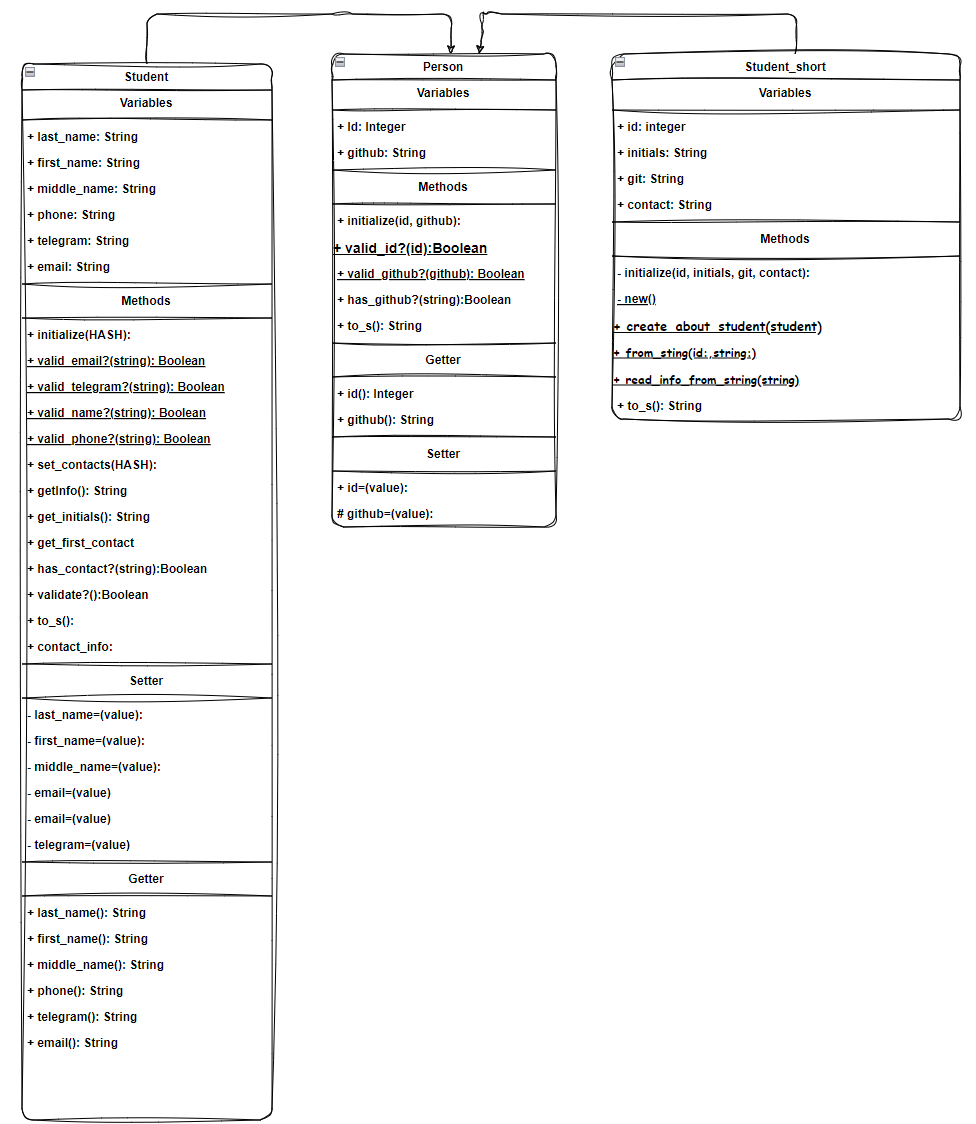 Student
Variables
+ last_name: String
+ first_name: String
+ middle_name: String
+ phone: String
+ telegram: String
+ email: String
Methods
+ initialize(HASH):
+ valid_email?(string): Boolean
+ valid_telegram?(string): Boolean
+ valid_name?(string): Boolean
+ valid_phone?(string): Boolean
+ set_contacts(HASH):
+ getInfo(): String
+ get_initials(): String
+ get_first_contact
+ has_contact?(string):Boolean
+ validate?():Boolean
+ to_s():
+ contact_info:
Setter
- last_name=(value):
- first_name=(value):
- middle_name=(value):
- email=(value)
- email=(value)
- telegram=(value)
Getter
+ last_name(): String
+ first_name(): String
+ middle_name(): String
+ phone(): String
+ telegram(): String
+ email(): String
Person
Variables
+ Id: Integer
+ github: String
Methods
+ initialize(id, github):
+ valid_id?(id):Boolean
+ valid_github?(github): Boolean
+ has_github?(string):Boolean
+ to_s(): String
Getter
+ id(): Integer
+ github(): String
Setter
+ id=(value):
# github=(value):
Student_short
Variables
+ id: integer
+ initials: String
+ git: String
+ contact: String
Methods
- initialize(id, initials, git, contact):
- new()
+ create_about_student(student)
+ from_sting(id:,string:)
+ read_info_from_string(string)
+ to_s(): String